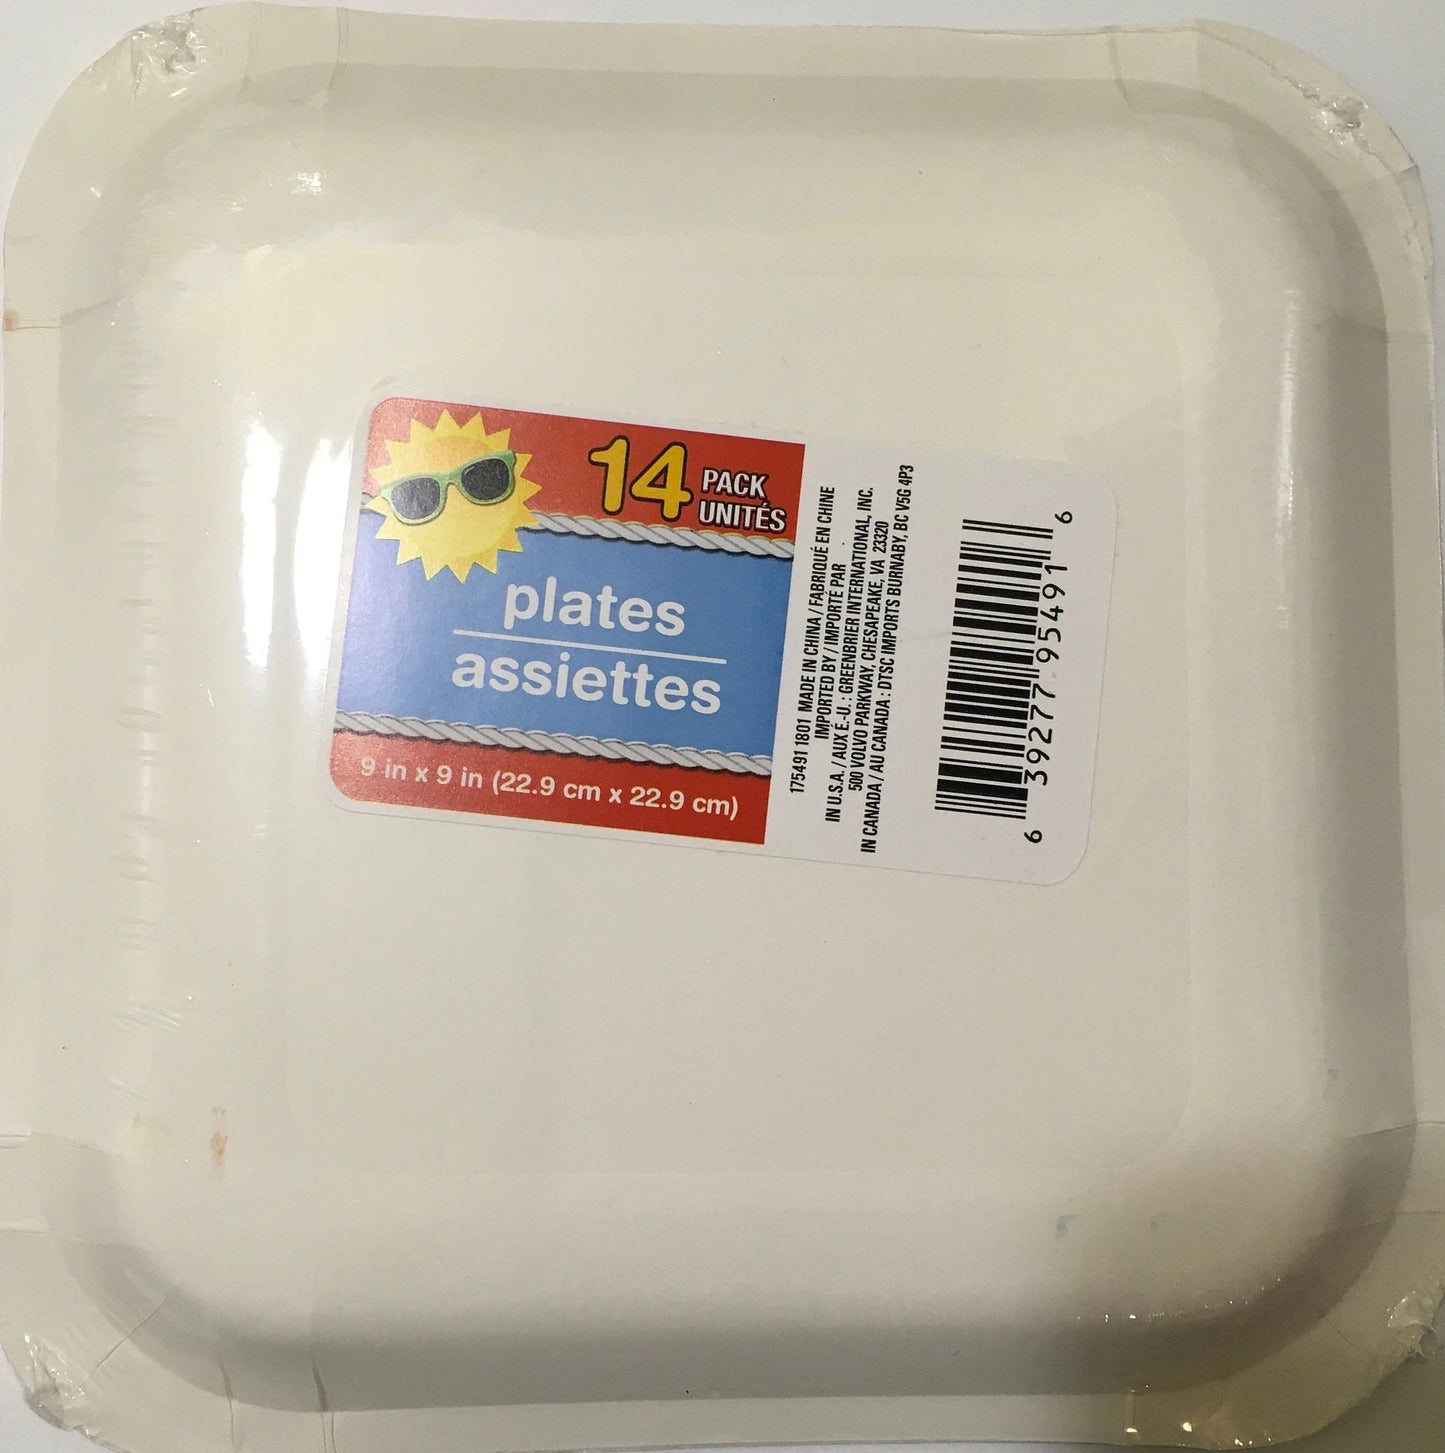 14 PACK
UNITÉS
plates
assiettes
9 in x 9 in (22.9 cm x 22.9 cm)
175491 1801 MADE IN CHINA / FABRIQUÉ EN CHINE
IMPORTED BY / IMPORTÉ PAR
IN U.S.A. / AUX É.-U. : GREENBRIER INTERNATIONAL, INC.
500 VOLVO PARKWAY, CHESAPEAKE, VA 23320
IN CANADA / AU CANADA : DTSC IMPORTS BURNABY, BC V5G 4P3
6 39277 95491 6